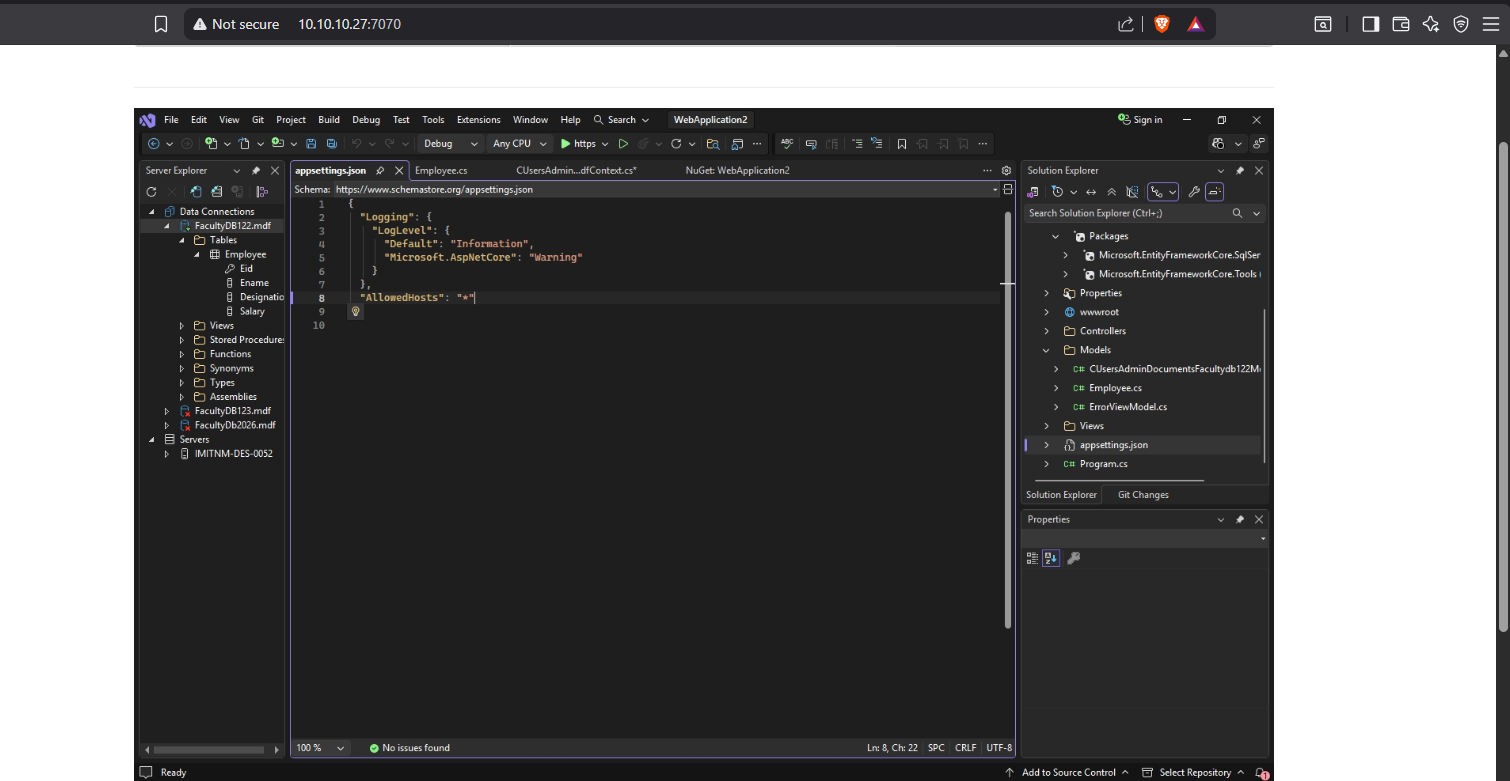 Not secure 10.10.10.27:7070
File Edit View Git Project Build Debug Test Tools Extensions Window Help Search WebApplication2 Sign in
Debug Any CPU https
Server Explorer
Data Connections
FacultyDB122.mdf
Tables
Employee
Eid
Ename
Designatio
Salary
Views
Stored Procedures
Functions
Synonyms
Types
Assemblies
FacultyDB123.mdf
FacultyDb2026.mdf
Servers
IMITNM-DES-0052
appsettings.json Employee.cs CUsersAdmin...dfContext.cs* NuGet: WebApplication2
Schema: https://www.schemastore.org/appsettings.json
1 {
2 "Logging": {
3 "LogLevel": {
4 "Default": "Information",
5 "Microsoft.AspNetCore": "Warning"
6 }
7 },
8 "AllowedHosts": "*"
9
10
100 % No issues found Ln: 8, Ch: 22 SPC CRLF UTF-8
Solution Explorer
Search Solution Explorer (Ctrl+;)
Packages
Microsoft.EntityFrameworkCore.SqlSer
Microsoft.EntityFrameworkCore.Tools (
Properties
wwwroot
Controllers
Models
C# CUsersAdminDocumentsFacultydb122M
C# Employee.cs
C# ErrorViewModel.cs
Views
appsettings.json
C# Program.cs
Solution Explorer Git Changes
Properties
Ready Add to Source Control Select Repository 1